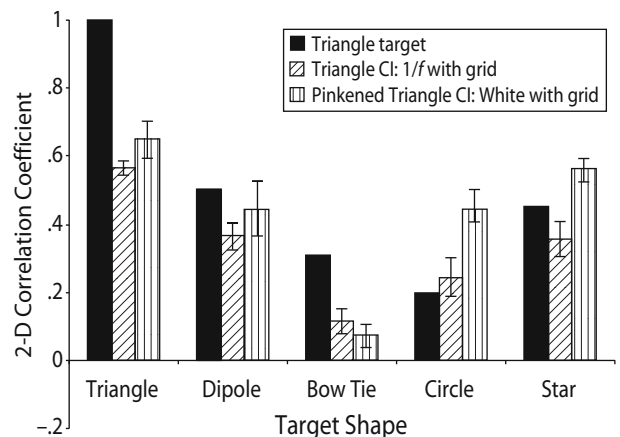 1
.8
.6
.4
.2
0
–.2
2-D Correlation Coefficient
Triangle target
Triangle CI: 1/f with grid
Pinkened Triangle CI: White with grid
Triangle Dipole Bow Tie Circle Star
Target Shape